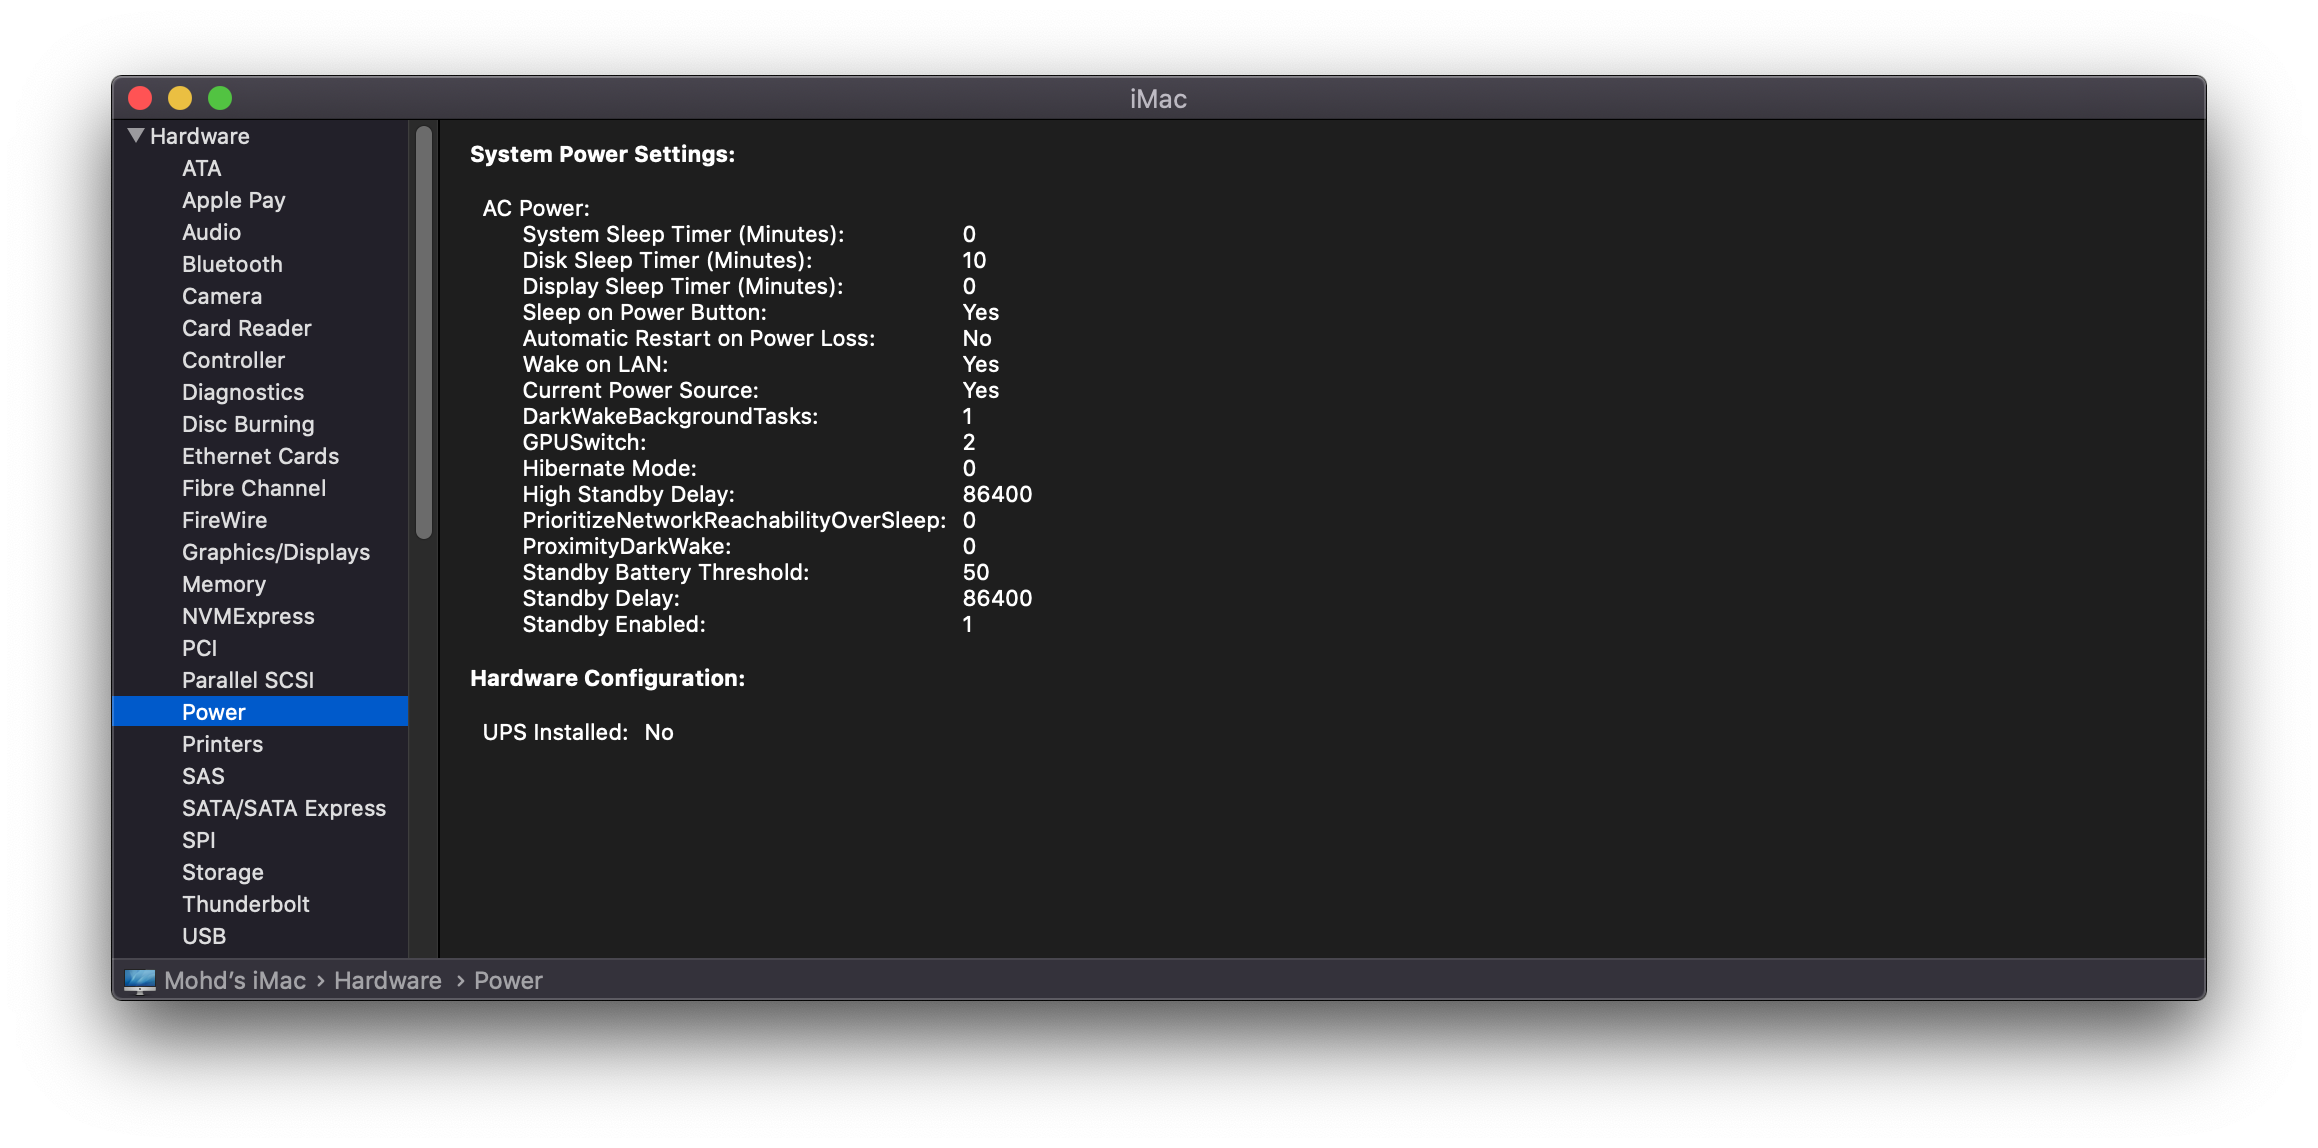 iMac
Hardware
ATA
Apple Pay
Audio
Bluetooth
Camera
Card Reader
Controller
Diagnostics
Disc Burning
Ethernet Cards
Fibre Channel
FireWire
Graphics/Displays
Memory
NVMExpress
PCI
Parallel SCSI
Power
Printers
SAS
SATA/SATA Express
SPI
Storage
Thunderbolt
USB
System Power Settings:
AC Power:
System Sleep Timer (Minutes): 0
Disk Sleep Timer (Minutes): 10
Display Sleep Timer (Minutes): 0
Sleep on Power Button: Yes
Automatic Restart on Power Loss: No
Wake on LAN: Yes
Current Power Source: Yes
DarkWakeBackgroundTasks: 1
GPUSwitch: 2
Hibernate Mode: 0
High Standby Delay: 86400
PrioritizeNetworkReachabilityOverSleep: 0
ProximityDarkWake: 0
Standby Battery Threshold: 50
Standby Delay: 86400
Standby Enabled: 1
Hardware Configuration:
UPS Installed: No
Mohd’s iMac › Hardware › Power